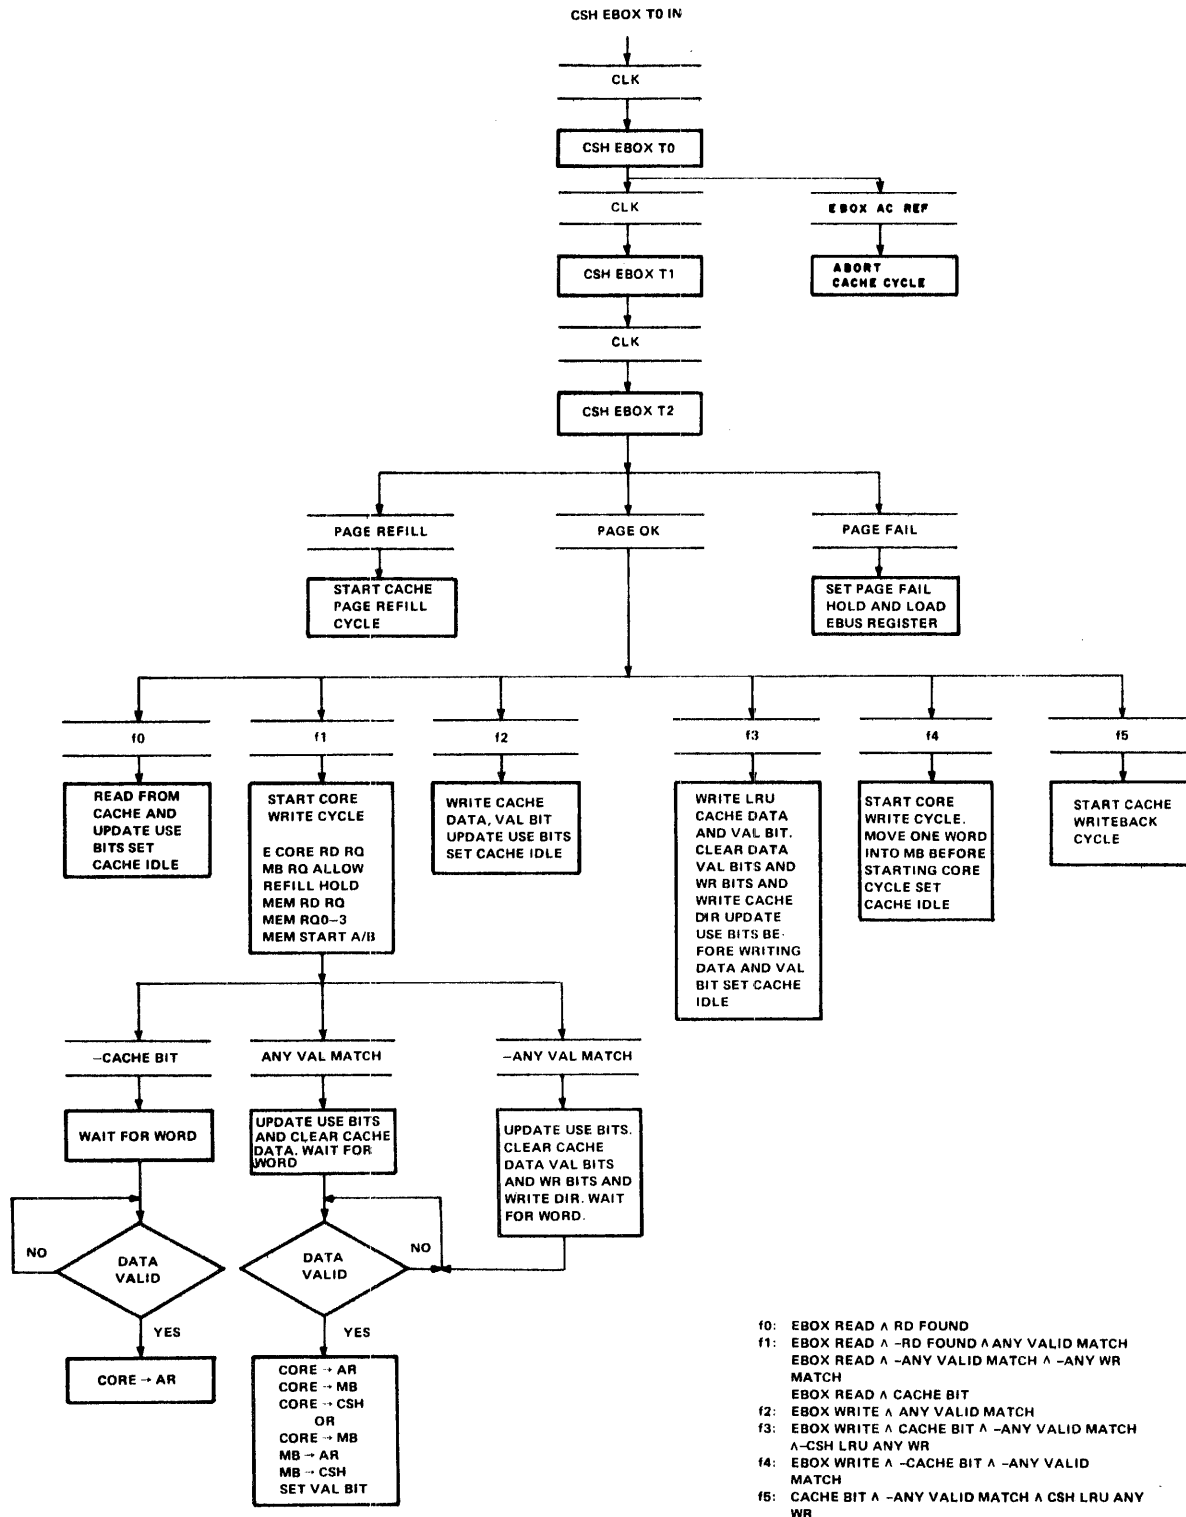 CSH EBOX T0 IN
CLK
CSH EBOX T0
CLK
EBOX AC REF
CSH EBOX T1
ABORT
CACHE CYCLE
CLK
CSH EBOX T2
PAGE REFILL
PAGE OK
PAGE FAIL
START CACHE
PAGE REFILL
CYCLE
SET PAGE FAIL
HOLD AND LOAD
EBUS REGISTER
f0
f1
f2
f3
f4
f5
READ FROM
CACHE AND
UPDATE USE
BITS SET
CACHE IDLE
START CORE
WRITE CYCLE
E CORE RD RQ
MB RQ ALLOW
REFILL HOLD
MEM RD RQ
MEM RQ0-3
MEM START A/B
WRITE CACHE
DATA, VAL BIT
UPDATE USE BITS
SET CACHE IDLE
WRITE LRU
CACHE DATA
AND VAL BIT.
CLEAR DATA
VAL BITS AND
WR BITS AND
WRITE CACHE
DIR UPDATE
USE BITS BE-
FORE WRITING
DATA AND VAL
BIT SET CACHE
IDLE
START CORE
WRITE CYCLE.
MOVE ONE WORD
INTO MB BEFORE
STARTING CORE
CYCLE SET
CACHE IDLE
START CACHE
WRITEBACK
CYCLE
–CACHE BIT
ANY VAL MATCH
–ANY VAL MATCH
WAIT FOR WORD
UPDATE USE BITS
AND CLEAR CACHE
DATA. WAIT FOR
WORD
UPDATE USE BITS.
CLEAR CACHE
DATA VAL BITS
AND WR BITS AND
WRITE DIR. WAIT
FOR WORD.
NO
DATA
VALID
YES
NO
DATA
VALID
YES
CORE → AR
CORE → AR
CORE → MB
CORE → CSH
OR
CORE → MB
MB → AR
MB → CSH
SET VAL BIT
f0: EBOX READ ∧ RD FOUND
f1: EBOX READ ∧ –RD FOUND ∧ ANY VALID MATCH
EBOX READ ∧ –ANY VALID MATCH ∧ –ANY WR
MATCH
EBOX READ ∧ CACHE BIT
f2: EBOX WRITE ∧ ANY VALID MATCH
f3: EBOX WRITE ∧ CACHE BIT ∧ –ANY VALID MATCH
∧–CSH LRU ANY WR
f4: EBOX WRITE ∧ –CACHE BIT ∧ –ANY VALID
MATCH
f5: CACHE BIT ∧ –ANY VALID MATCH ∧ CSH LRU ANY
WR